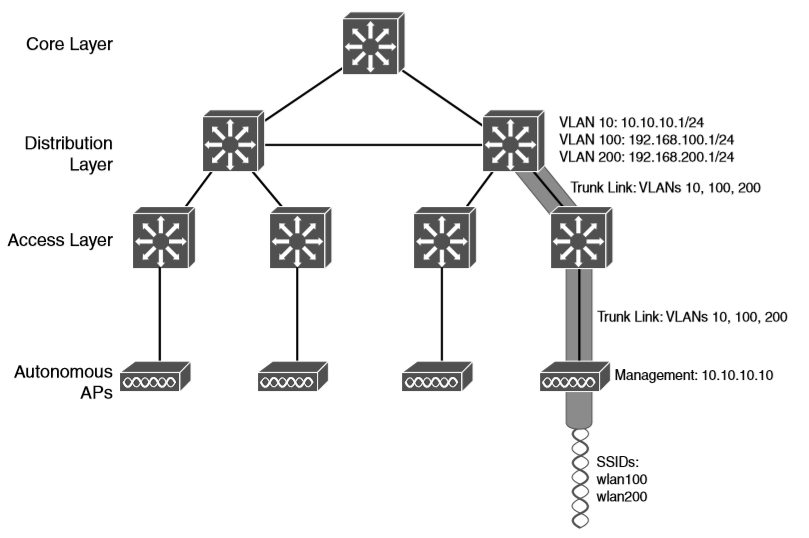 Core Layer
Distribution
Layer
VLAN 10: 10.10.10.1/24
VLAN 100: 192.168.100.1/24
VLAN 200: 192.168.200.1/24
Trunk Link: VLANs 10, 100, 200
Access Layer
Trunk Link: VLANs 10, 100, 200
Autonomous
APs
Management: 10.10.10.10
SSIDs:
wlan100
wlan200